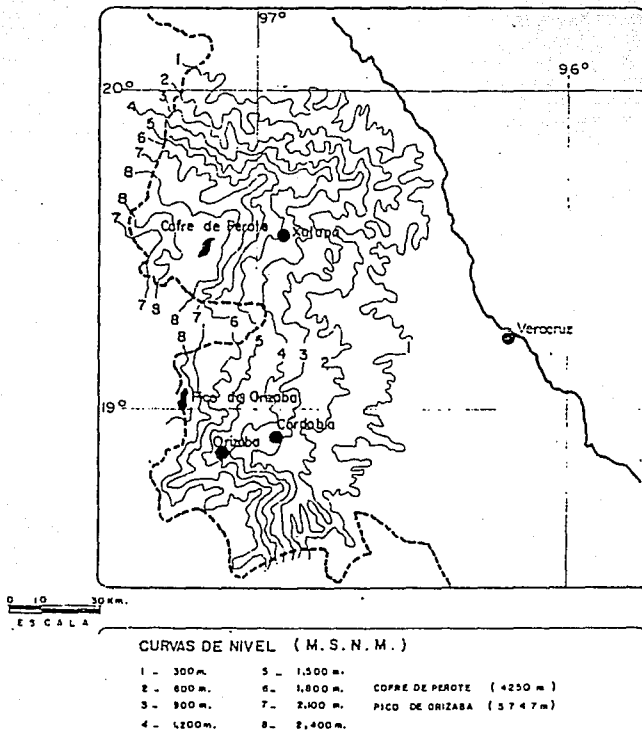 97°
96°
20°
1
2
3
4
5
6
7
8
8
7
Cofre de Perote
Xalapa
7 8
8 7
6
5
8
4 3 2 1
Veracruz
Pico de Orizaba
19°
Córdoba
Orizaba
0 10 30 Km.
ESCALA
CURVAS DE NIVEL (M.S.N.M.)
1 - 300 m. 5 - 1,500 m.
2 - 600 m. 6 - 1,800 m. COFRE DE PEROTE (4250 m)
3 - 900 m. 7 - 2,100 m. PICO DE ORIZABA (5747 m)
4 - 1,200 m. 8 - 2,400 m.